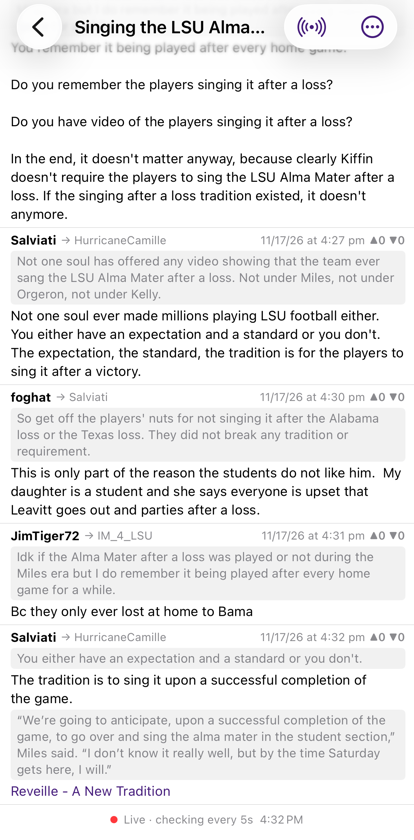 Singing the LSU Alma...
You remember it being played after every home game.
Do you remember the players singing it after a loss?
Do you have video of the players singing it after a loss?
In the end, it doesn't matter anyway, because clearly Kiffin
doesn't require the players to sing the LSU Alma Mater after a
loss. If the singing after a loss tradition existed, it doesn't
anymore.
Salviati → HurricaneCamille 11/17/26 at 4:27 pm ▲0 ▼0
Not one soul has offered any video showing that the team ever
sang the LSU Alma Mater after a loss. Not under Miles, not under
Orgeron, not under Kelly.
Not one soul ever made millions playing LSU football either.
You either have an expectation and a standard or you don't.
The expectation, the standard, the tradition is for the players to
sing it after a victory.
foghat → Salviati 11/17/26 at 4:30 pm ▲0 ▼0
So get off the players' nuts for not singing it after the Alabama
loss or the Texas loss. They did not break any tradition or
requirement.
This is only part of the reason the students do not like him.  My
daughter is a student and she says everyone is upset that
Leavitt goes out and parties after a loss.
JimTiger72 → IM_4_LSU 11/17/26 at 4:31 pm ▲0 ▼0
Idk if the Alma Mater after a loss was played or not during the
Miles era but I do remember it being played after every home
game for a while.
Bc they only ever lost at home to Bama
Salviati → HurricaneCamille 11/17/26 at 4:32 pm ▲0 ▼0
You either have an expectation and a standard or you don't.
The tradition is to sing it upon a successful completion of
the game.
“We’re going to anticipate, upon a successful completion of the
game, to go over and sing the alma mater in the student section,”
Miles said. “I don’t know it really well, but by the time Saturday
gets here, I will.”
Reveille - A New Tradition
Live · checking every 5s 4:32 PM